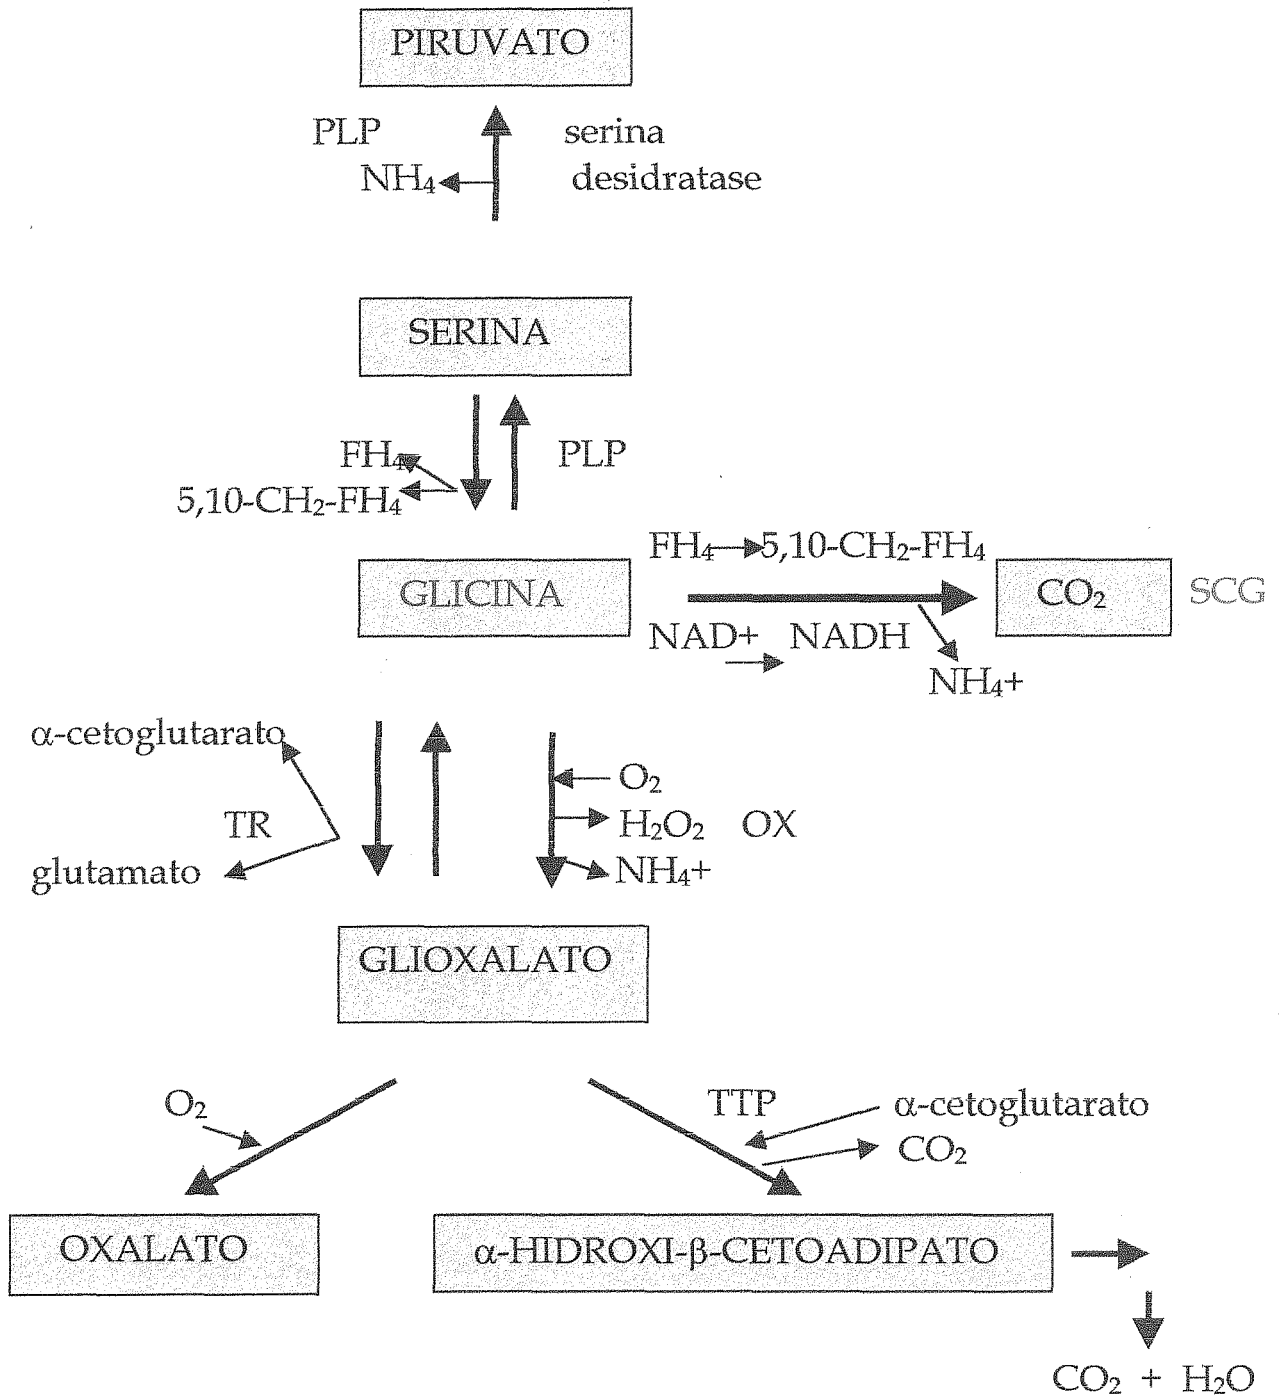 PIRUVATO
PLP
serina
NH₄
desidratase
SERINA
FH₄
PLP
5,10-CH₂-FH₄
FH₄
5,10-CH₂-FH₄
GLICINA
CO₂
SCG
NAD+
NADH
NH₄+
α-cetoglutarato
O₂
TR
H₂O₂
OX
glutamato
NH₄+
GLIOXALATO
O₂
TTP
α-cetoglutarato
CO₂
OXALATO
α-HIDROXI-β-CETOADIPATO
CO₂ + H₂O